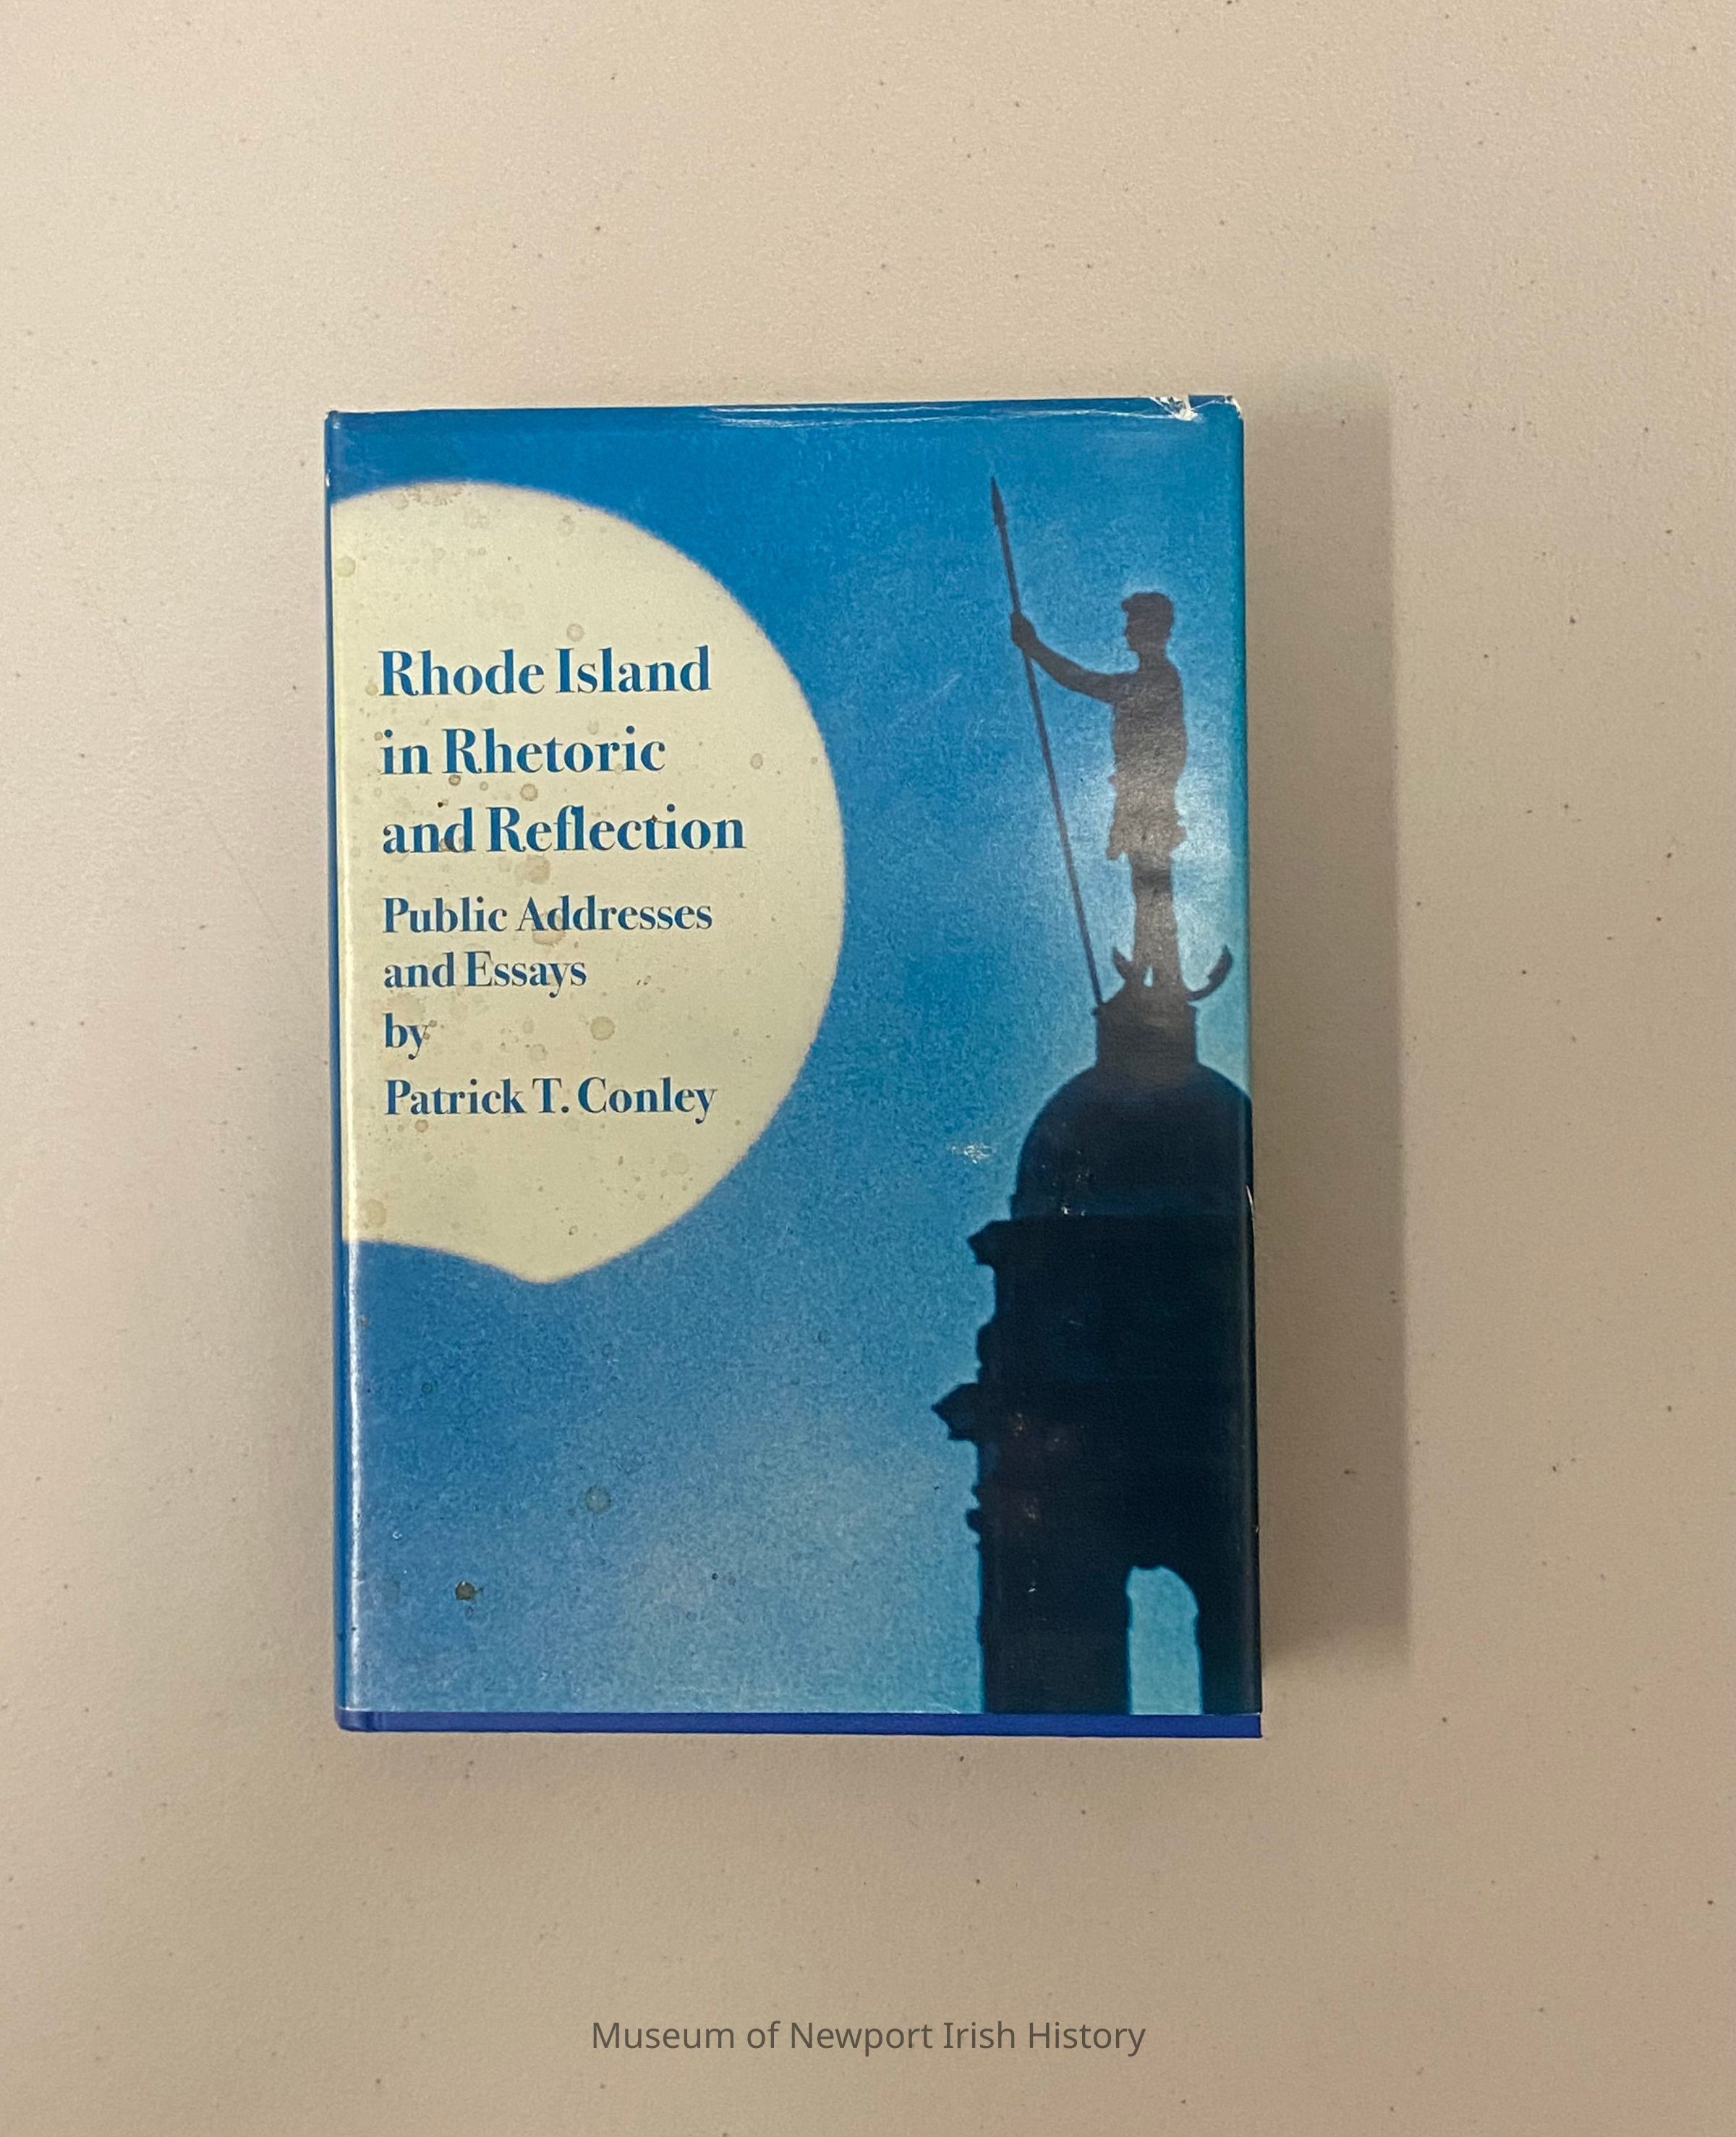 Rhode Island
in Rhetoric
and Reflection
Public Addresses
and Essays
by
Patrick T. Conley
Museum of Newport Irish History